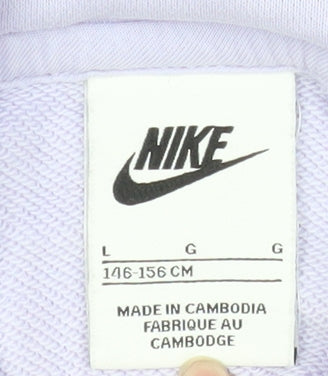 NIKE
L G G
146-156 CM
MADE IN CAMBODIA
FABRIQUE AU
CAMBODGE